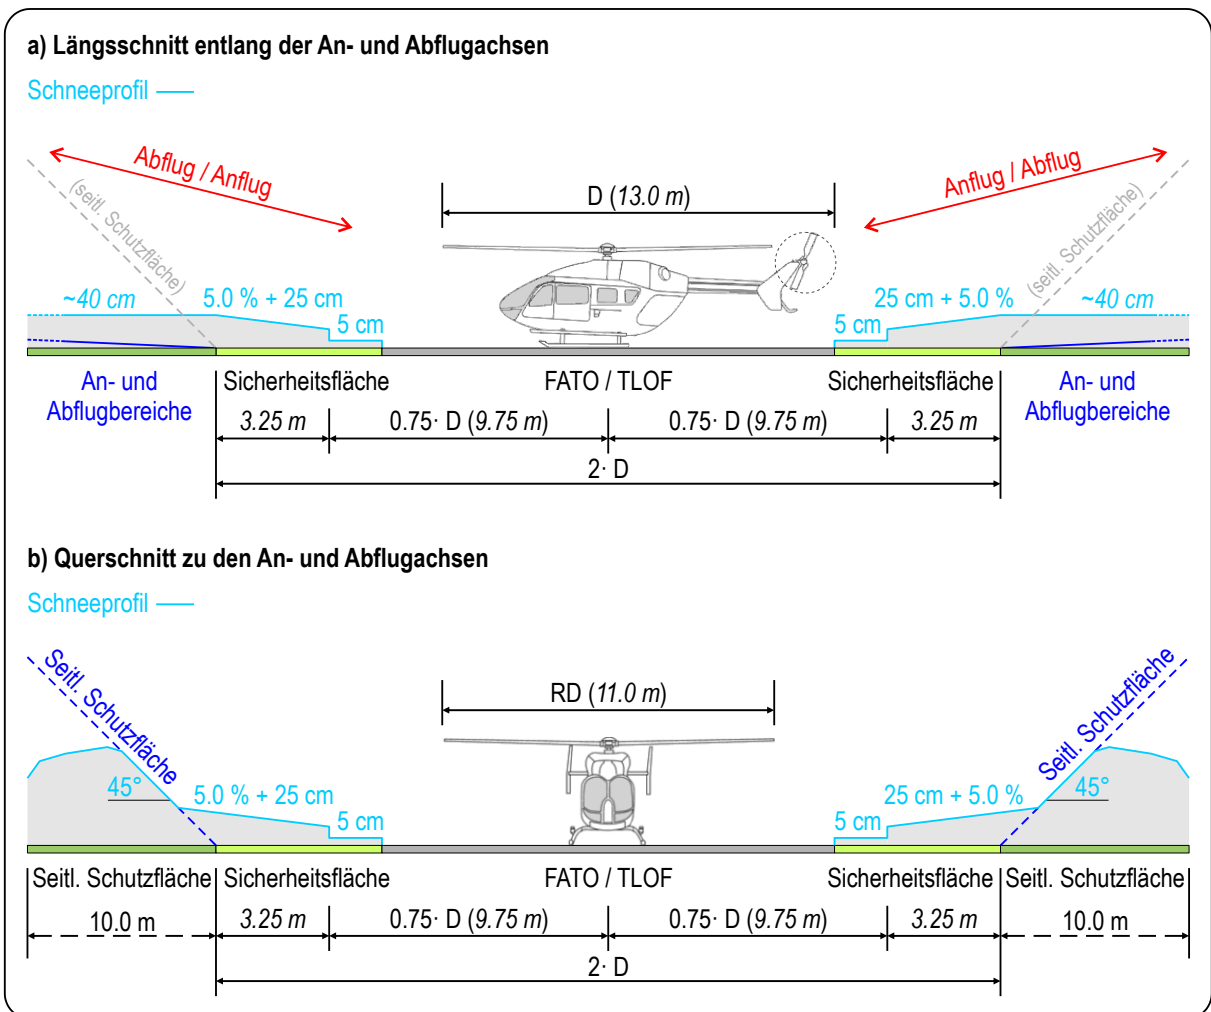 a) Längsschnitt entlang der An- und Abflugachsen
Schneeprofil
Abflug / Anflug
Anflug / Abflug
(seitl. Schutzfläche)
D (13.0 m)
(seitl. Schutzfläche)
~40 cm
5.0 % + 25 cm
5 cm
5 cm
25 cm + 5.0 %
~40 cm
An- und
Abflugbereiche
Sicherheitsfläche
FATO / TLOF
Sicherheitsfläche
An- und
Abflugbereiche
3.25 m
0.75· D (9.75 m)
0.75· D (9.75 m)
3.25 m
2· D
b) Querschnitt zu den An- und Abflugachsen
Schneeprofil
Seitl. Schutzfläche
RD (11.0 m)
Seitl. Schutzfläche
45°
5.0 % + 25 cm
5 cm
5 cm
25 cm + 5.0 %
45°
Seitl. Schutzfläche
Sicherheitsfläche
FATO / TLOF
Sicherheitsfläche
Seitl. Schutzfläche
10.0 m
3.25 m
0.75· D (9.75 m)
0.75· D (9.75 m)
3.25 m
10.0 m
2· D